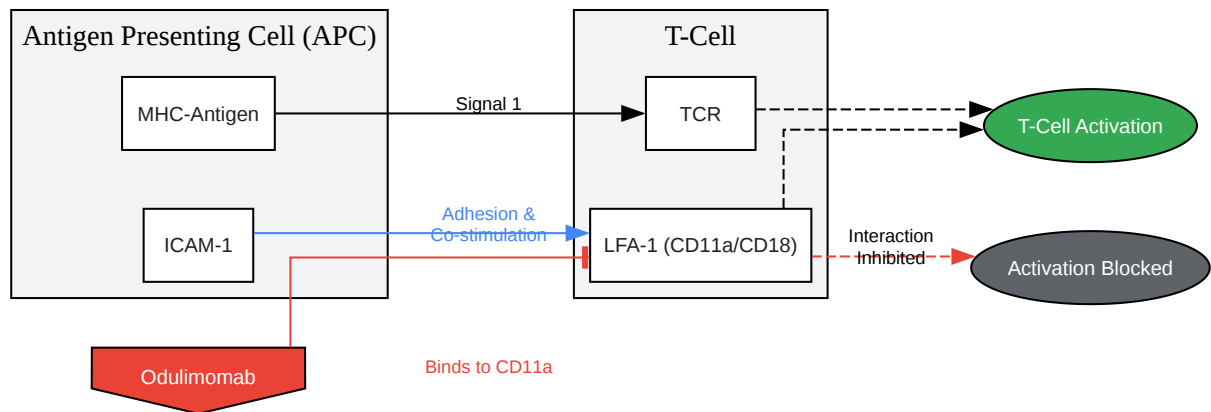 Antigen Presenting Cell (APC)
T-Cell
MHC-Antigen
Signal 1
TCR
T-Cell Activation
ICAM-1
Adhesion &
Co-stimulation
LFA-1 (CD11a/CD18)
Interaction
Inhibited
Activation Blocked
Odulimomab
Binds to CD11a